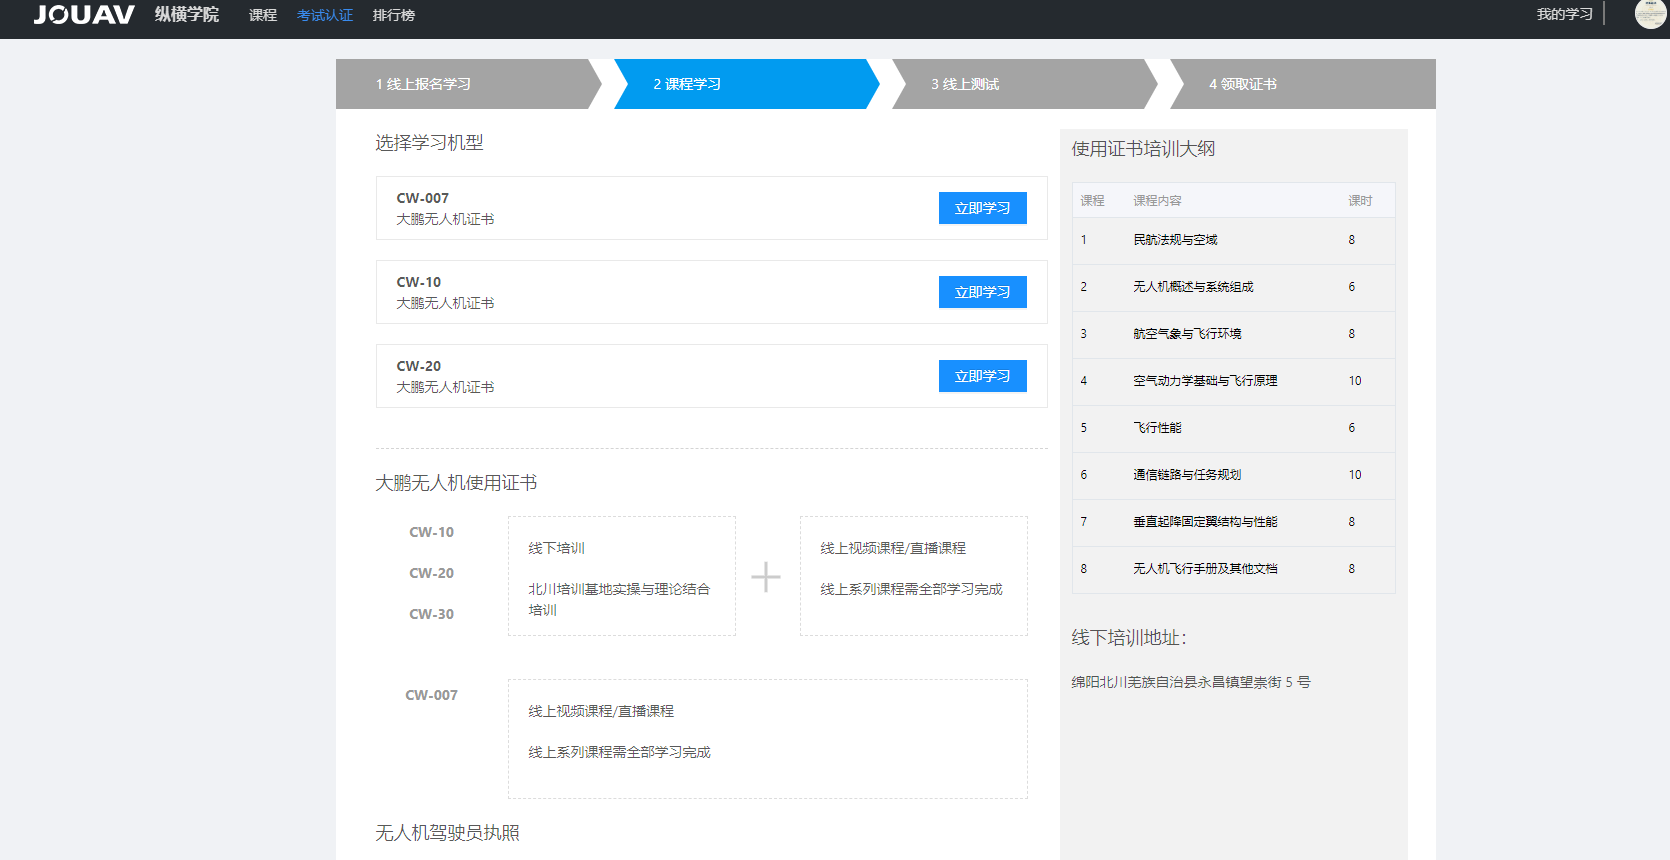 JOUAV 纵横学院 课程 考试认证 排行榜 我的学习
1 线上报名学习 2 课程学习 3 线上测试 4 领取证书
选择学习机型
CW-007
大鹏无人机证书
立即学习
CW-10
大鹏无人机证书
立即学习
CW-20
大鹏无人机证书
立即学习
大鹏无人机使用证书
CW-10
CW-20
CW-30
线下培训
北川培训基地实操与理论结合
培训
线上视频课程/直播课程
线上系列课程需全部学习完成
CW-007
线上视频课程/直播课程
线上系列课程需全部学习完成
无人机驾驶员执照
使用证书培训大纲
课程 课程内容 课时
1 民航法规与空域 8
2 无人机概述与系统组成 6
3 航空气象与飞行环境 8
4 空气动力学基础与飞行原理 10
5 飞行性能 6
6 通信链路与任务规划 10
7 垂直起降固定翼结构与性能 8
8 无人机飞行手册及其他文档 8
线下培训地址：
绵阳北川羌族自治县永昌镇望崇街 5 号